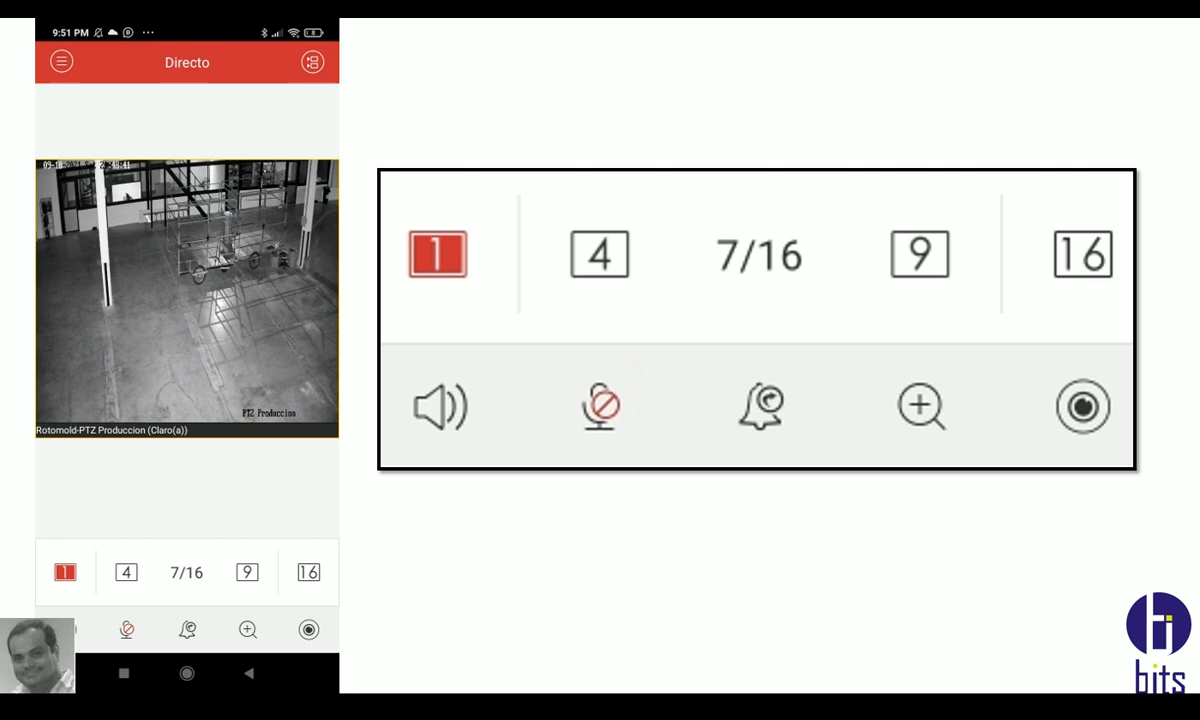 9:51 PM
Directo
PTZ Produccion
Rotomold-PTZ Produccion (Claro(a))
1 4 7/16 9 16
1 4 7/16 9 16
bits